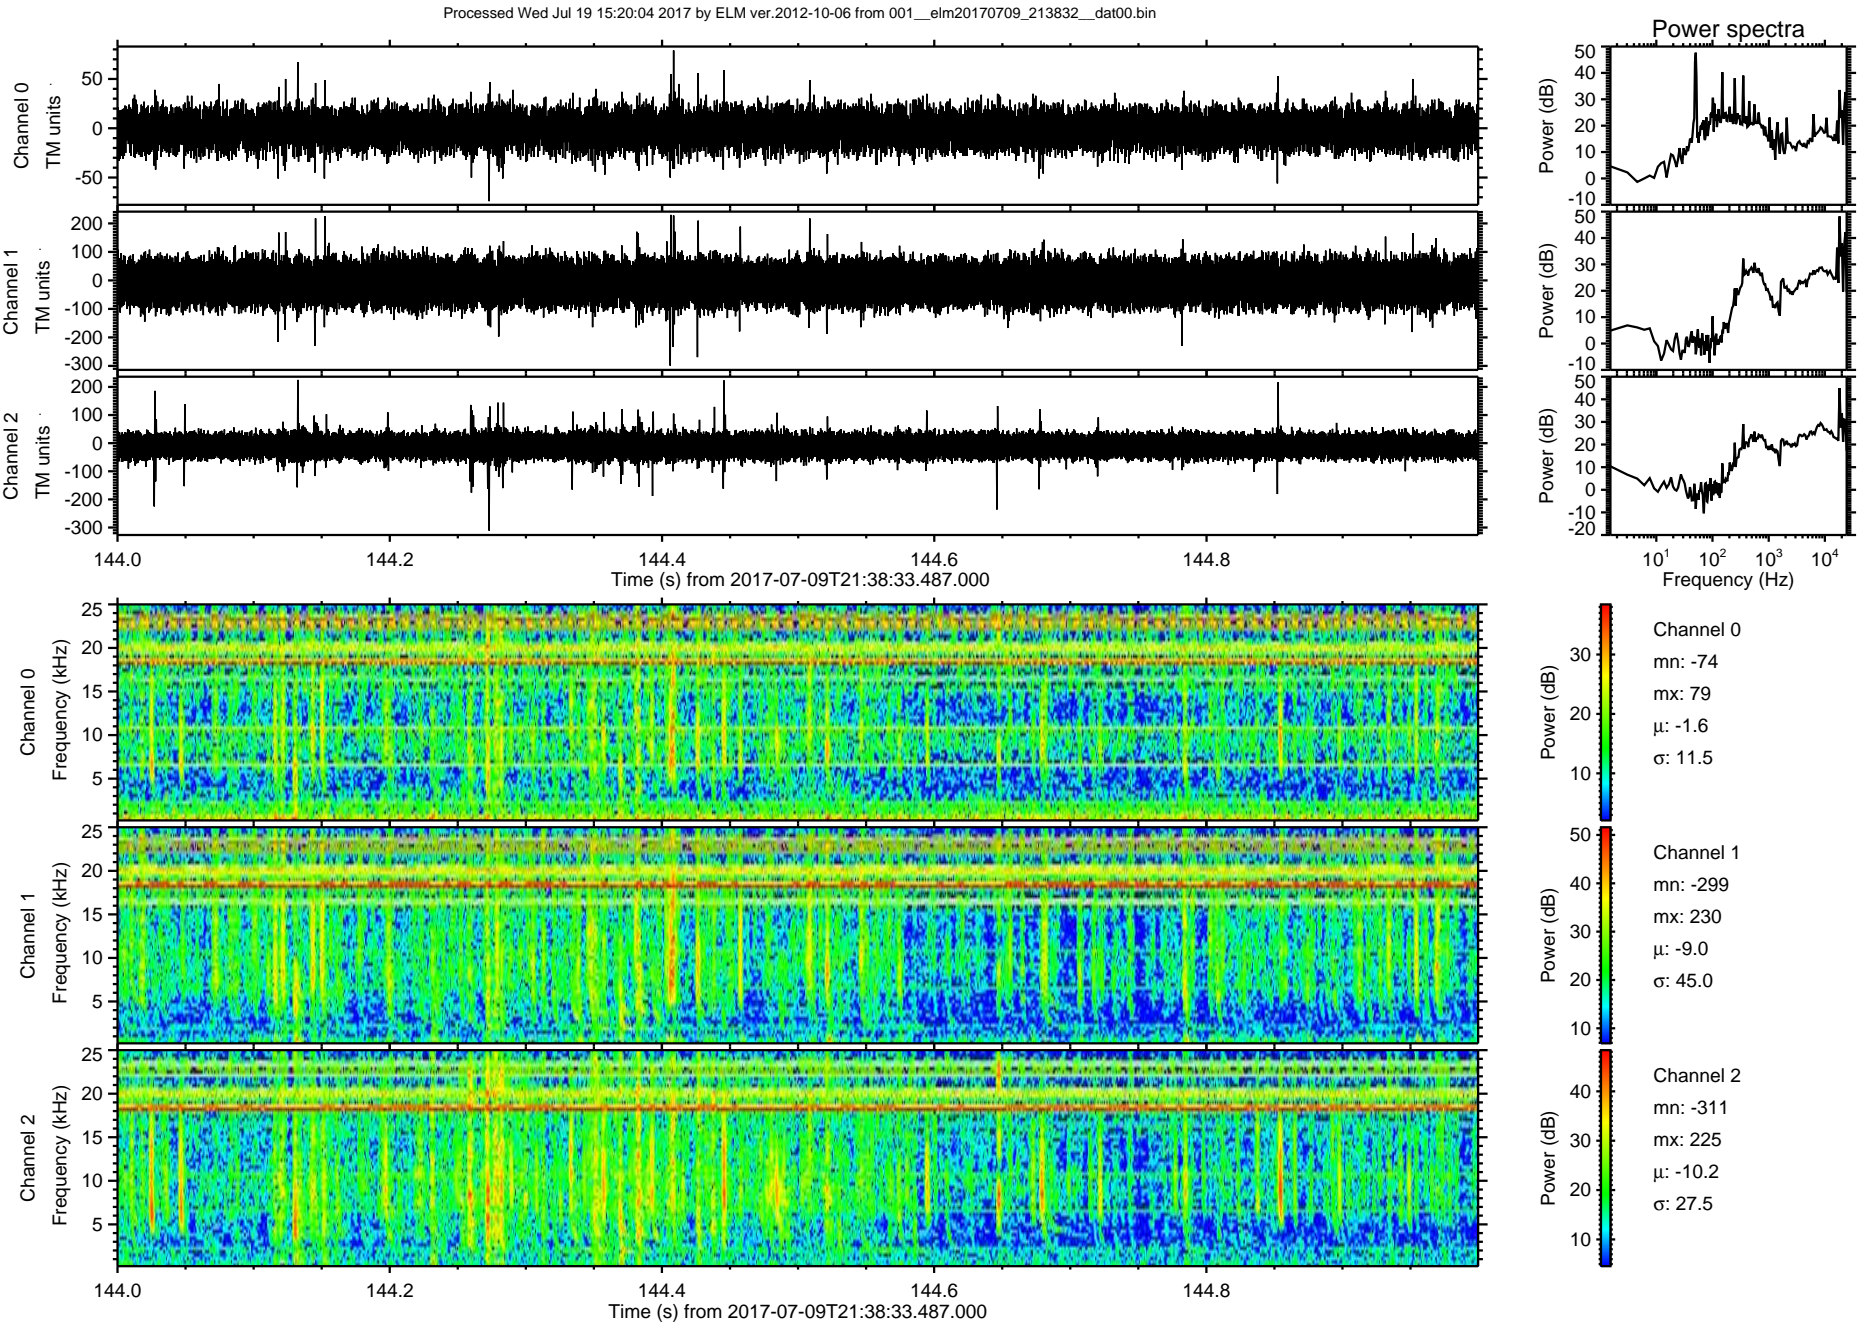 Processed Wed Jul 19 15:20:04 2017 by ELM ver.2012-10-06 from 001__elm20170709_213832__dat00.bin
Power spectra
Channel 0
TM units
50
0
-50
Power (dB)
50
40
30
20
10
0
-10
Channel 1
TM units
200
100
0
-100
-200
-300
Power (dB)
50
40
30
20
10
0
-10
Channel 2
TM units
200
100
0
-100
-200
-300
Power (dB)
50
40
30
20
10
0
-10
-20
144.0 144.2 144.4 144.6 144.8
Time (s) from 2017-07-09T21:38:33.487.000
10^1 10^2 10^3 10^4
Frequency (Hz)
Channel 0
Frequency (kHz)
25
20
15
10
5
Power (dB)
30
20
10
Channel 0
mn: -74
mx: 79
μ: -1.6
σ: 11.5
Channel 1
Frequency (kHz)
25
20
15
10
5
Power (dB)
50
40
30
20
10
Channel 1
mn: -299
mx: 230
μ: -9.0
σ: 45.0
Channel 2
Frequency (kHz)
25
20
15
10
5
Power (dB)
40
30
20
10
Channel 2
mn: -311
mx: 225
μ: -10.2
σ: 27.5
144.0 144.2 144.4 144.6 144.8
Time (s) from 2017-07-09T21:38:33.487.000